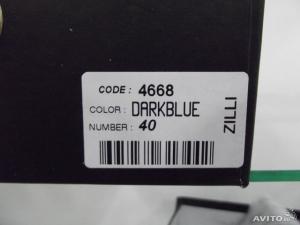 CODE : 4668
COLOR : DARKBLUE
NUMBER : 40
ZILLI
AVITO.ru